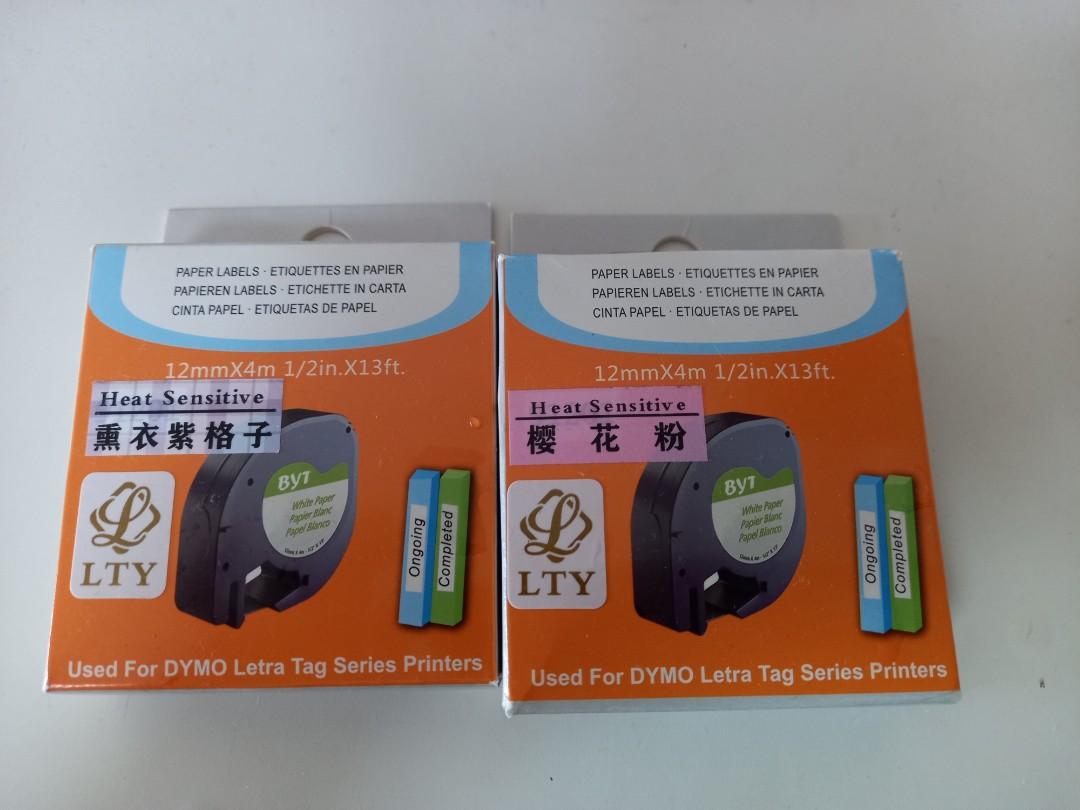 PAPER LABELS · ETIQUETTES EN PAPIER
PAPIEREN LABELS · ETICHETTE IN CARTA
CINTA PAPEL · ETIQUETAS DE PAPEL
12mmX4m 1/2in.X13ft.
Heat Sensitive
熏衣紫格子
BYT
White Paper
Papier Blanc
Papel Blanco
L
LTY
Ongoing
Completed
Used For DYMO Letra Tag Series Printers
PAPER LABELS · ETIQUETTES EN PAPIER
PAPIEREN LABELS · ETICHETTE IN CARTA
CINTA PAPEL · ETIQUETAS DE PAPEL
12mmX4m 1/2in.X13ft.
Heat Sensitive
樱花粉
BYT
White Paper
Papier Blanc
Papel Blanco
L
LTY
Ongoing
Completed
Used For DYMO Letra Tag Series Printers